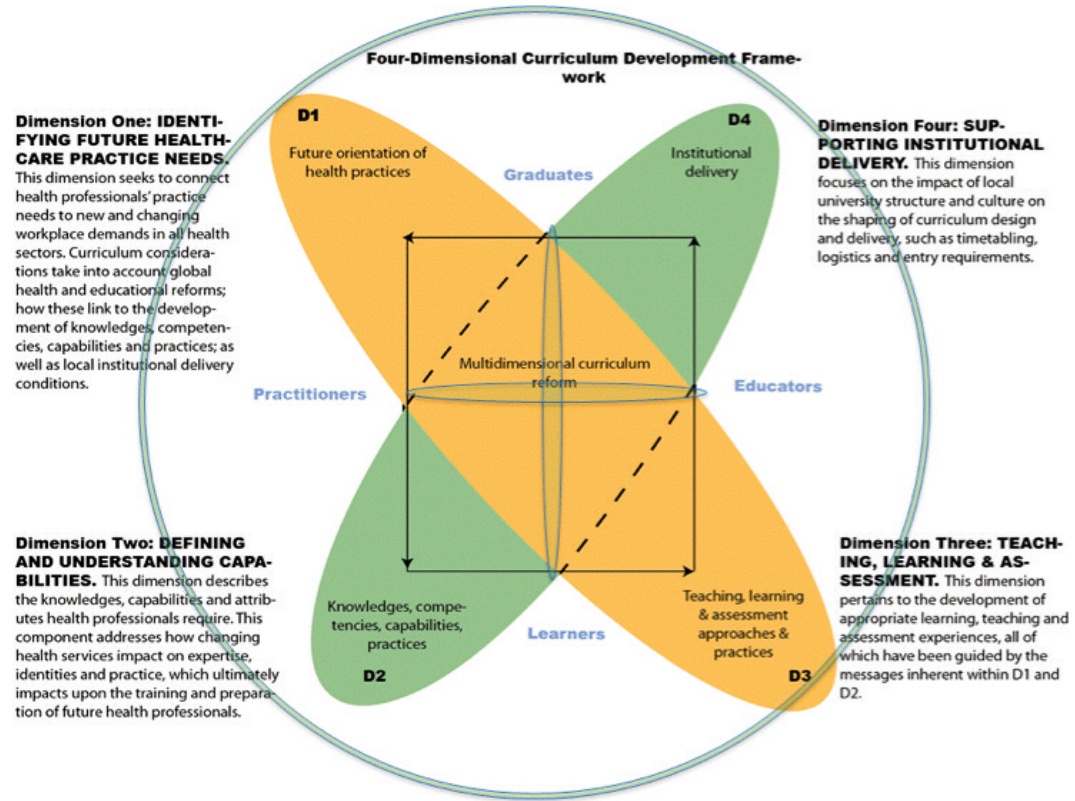 Four-Dimensional Curriculum Development Frame-
work
Dimension One: IDENTI-
FYING FUTURE HEALTH-
CARE PRACTICE NEEDS.
This dimension seeks to connect
health professionals' practice
needs to new and changing
workplace demands in all health
sectors. Curriculum considera-
tions take into account global
health and educational reforms;
how these link to the develop-
ment of knowledges, competen-
cies, capabilities and practices; as
well as local institutional delivery
conditions.
D1
Future orientation of
health practices
Graduates
D4
Institutional
delivery
Dimension Four: SUP-
PORTING INSTITUTIONAL
DELIVERY. This dimension
focuses on the impact of local
university structure and culture on
the shaping of curriculum design
and delivery, such as timetabling,
logistics and entry requirements.
Practitioners
Multidimensional curriculum
reform
Educators
Dimension Two: DEFINING
AND UNDERSTANDING CAPA-
BILITIES. This dimension describes
the knowledges, capabilities and attrib-
utes health professionals require. This
component addresses how changing
health services impact on expertise,
identities and practice, which ultimately
impacts upon the training and prepara-
tion of future health professionals.
Knowledges, compe-
tencies, capabilities,
practices
D2
Learners
Teaching, learning
& assessment
approaches &
practices
D3
Dimension Three: TEACH-
ING, LEARNING & AS-
SESSMENT. This dimension
pertains to the development of
appropriate learning, teaching and
assessment experiences, all of
which have been guided by the
messages inherent within D1 and
D2.